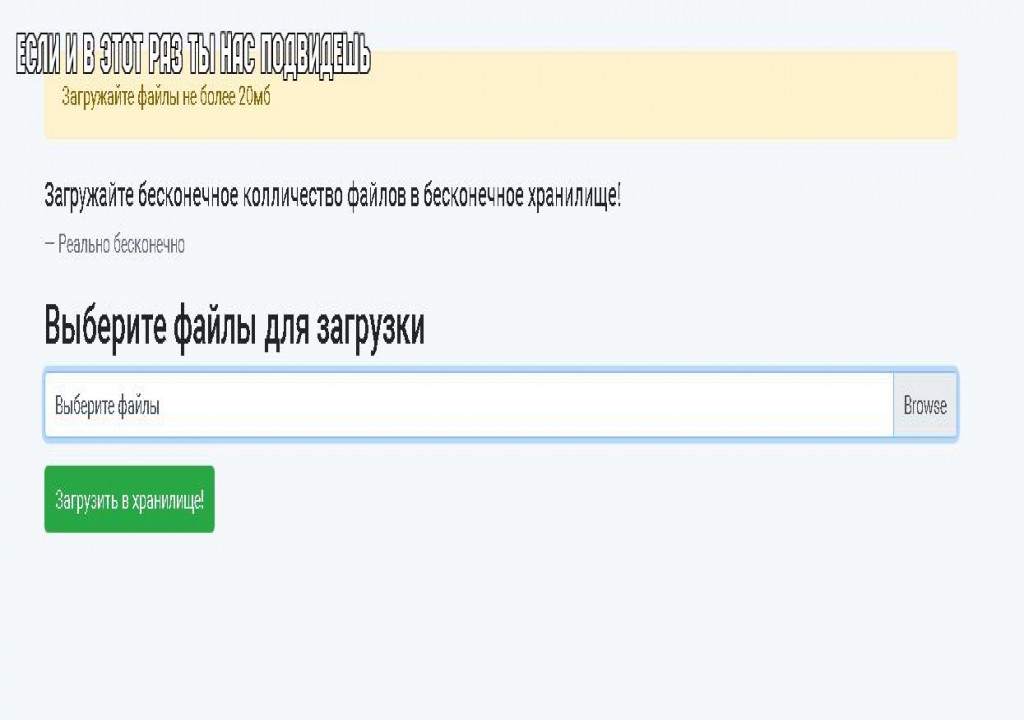 ЕСЛИ И В ЭТОТ РАЗ ТЫ НАС ПОДВИДЕШЬ
Загружайте файлы не более 20мб
Загружайте бесконечное колличество файлов в бесконечное хранилище!
— Реально бесконечно
Выберите файлы для загрузки
Выберите файлы
Browse
Загрузить в хранилище!